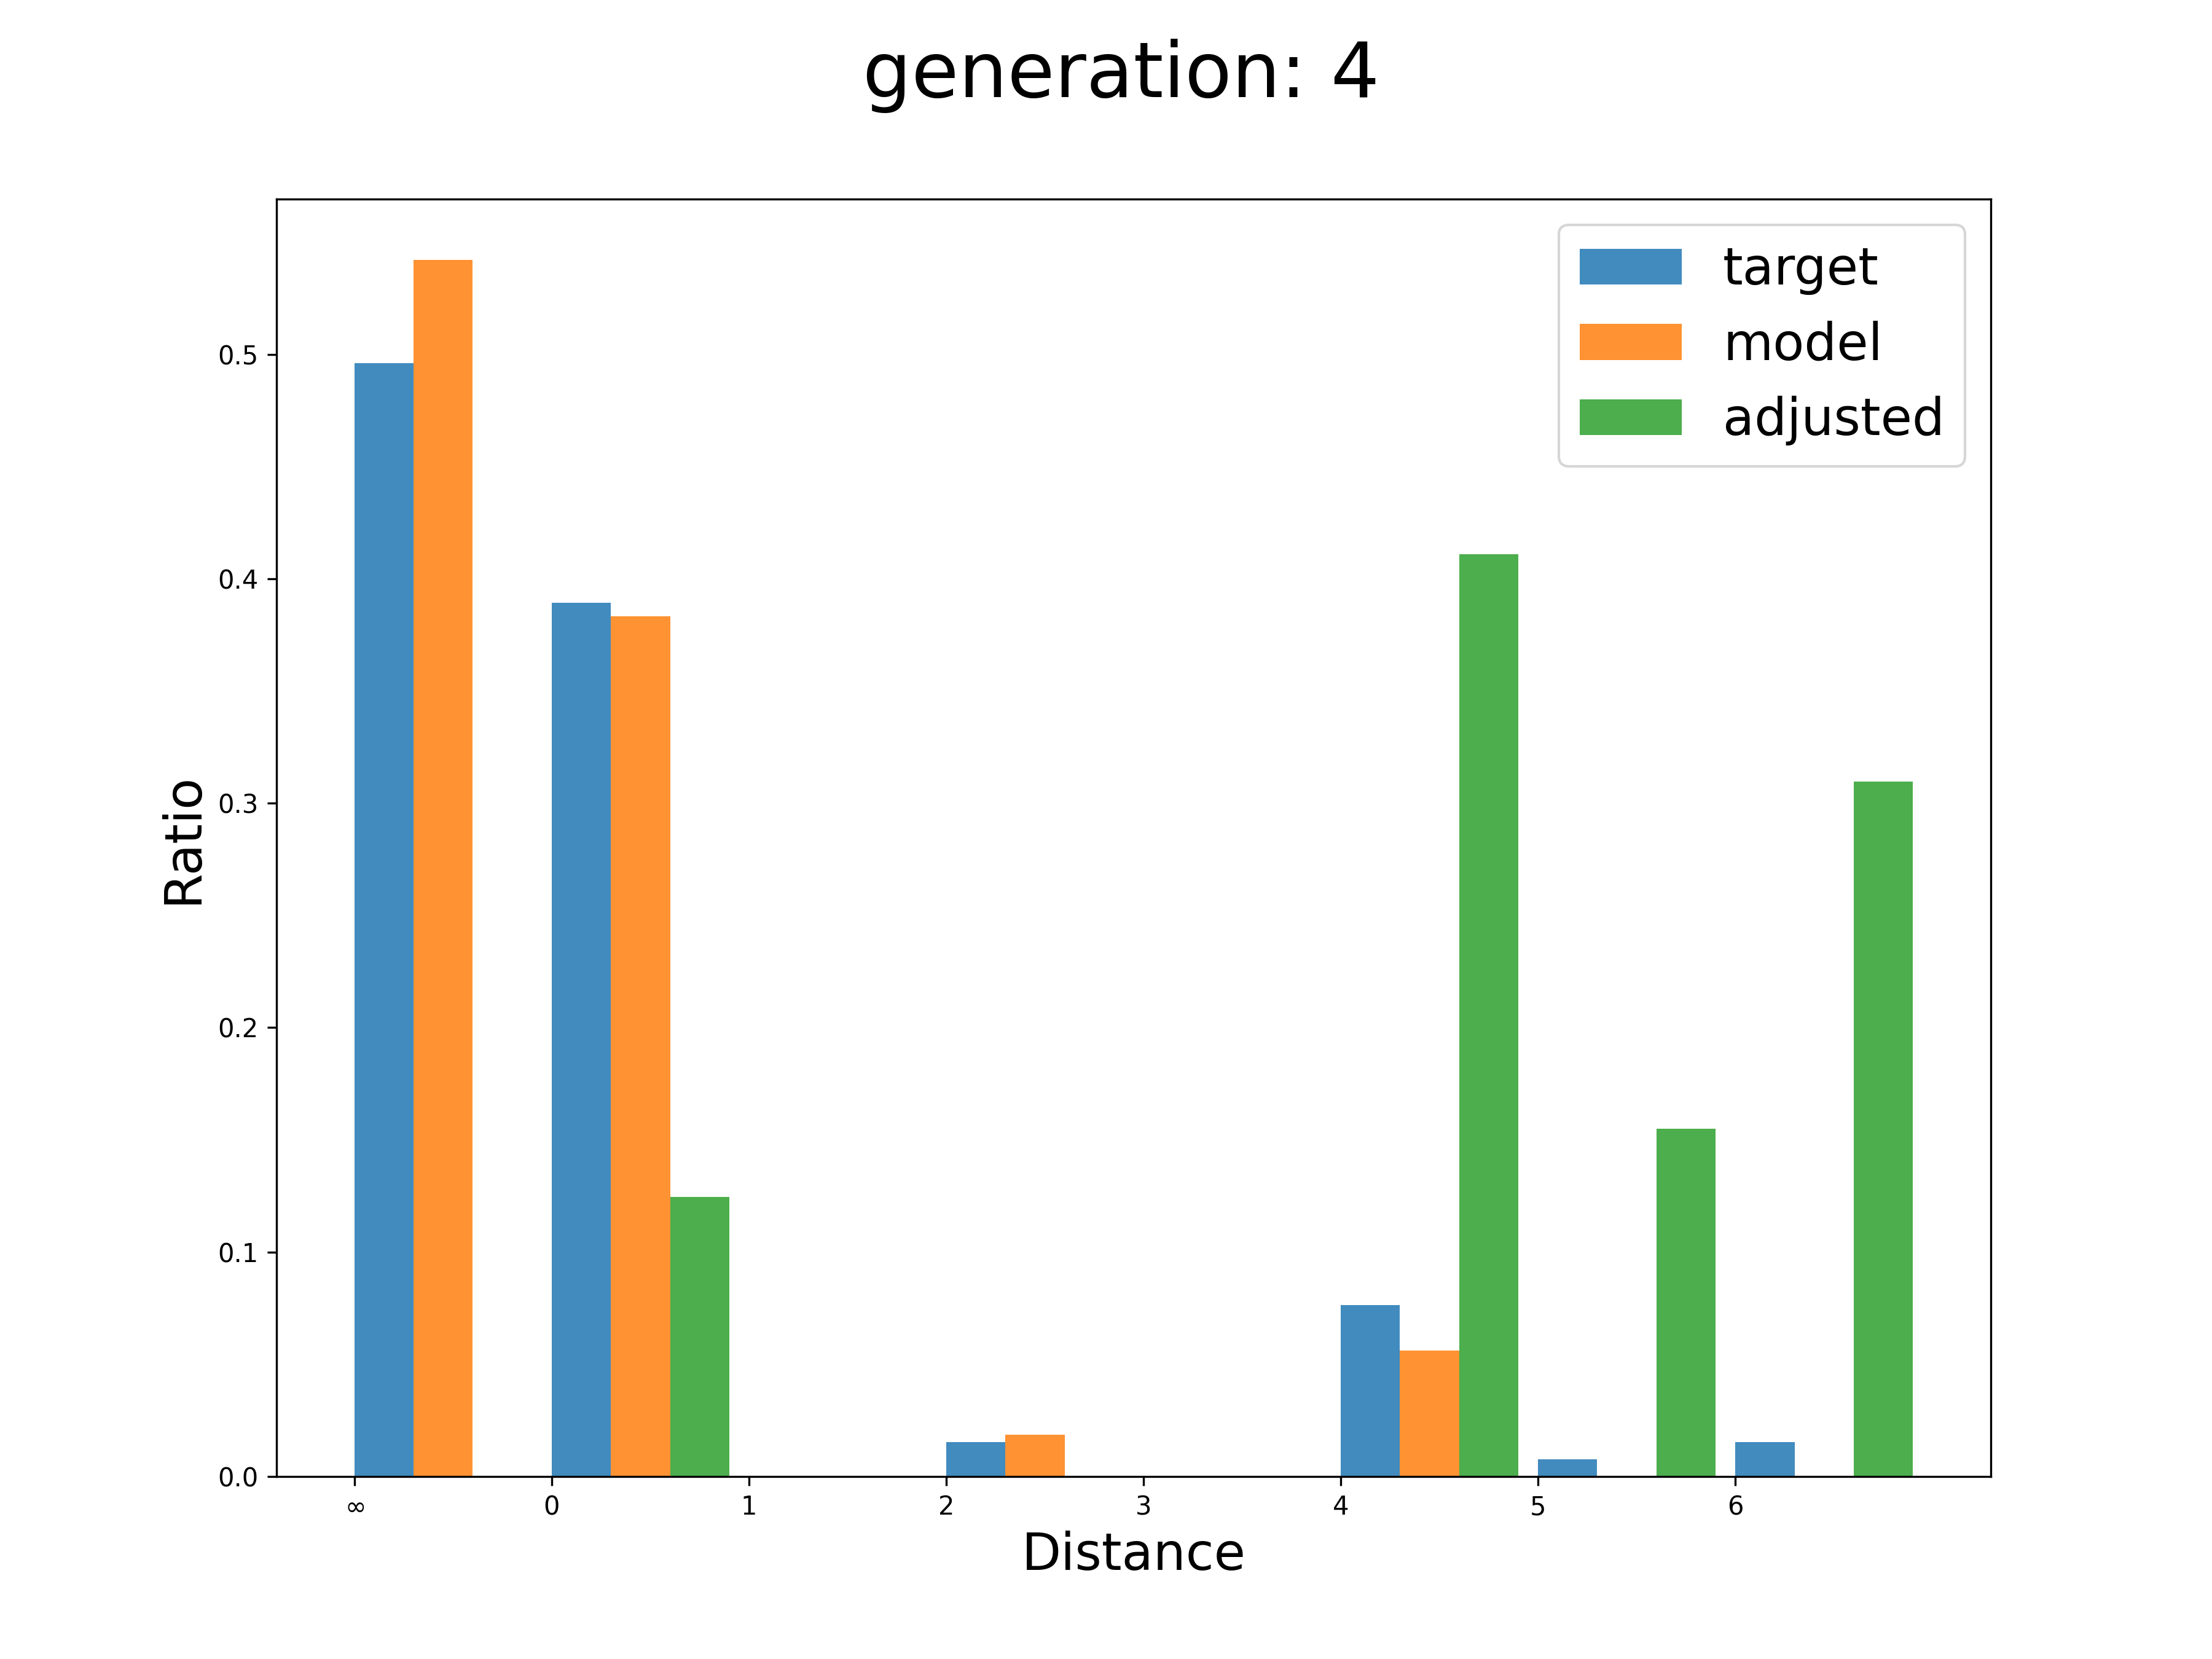 generation: 4
target
model
adjusted
Ratio
0.5
0.4
0.3
0.2
0.1
0.0
∞ 0 1 2 3 4 5 6
Distance